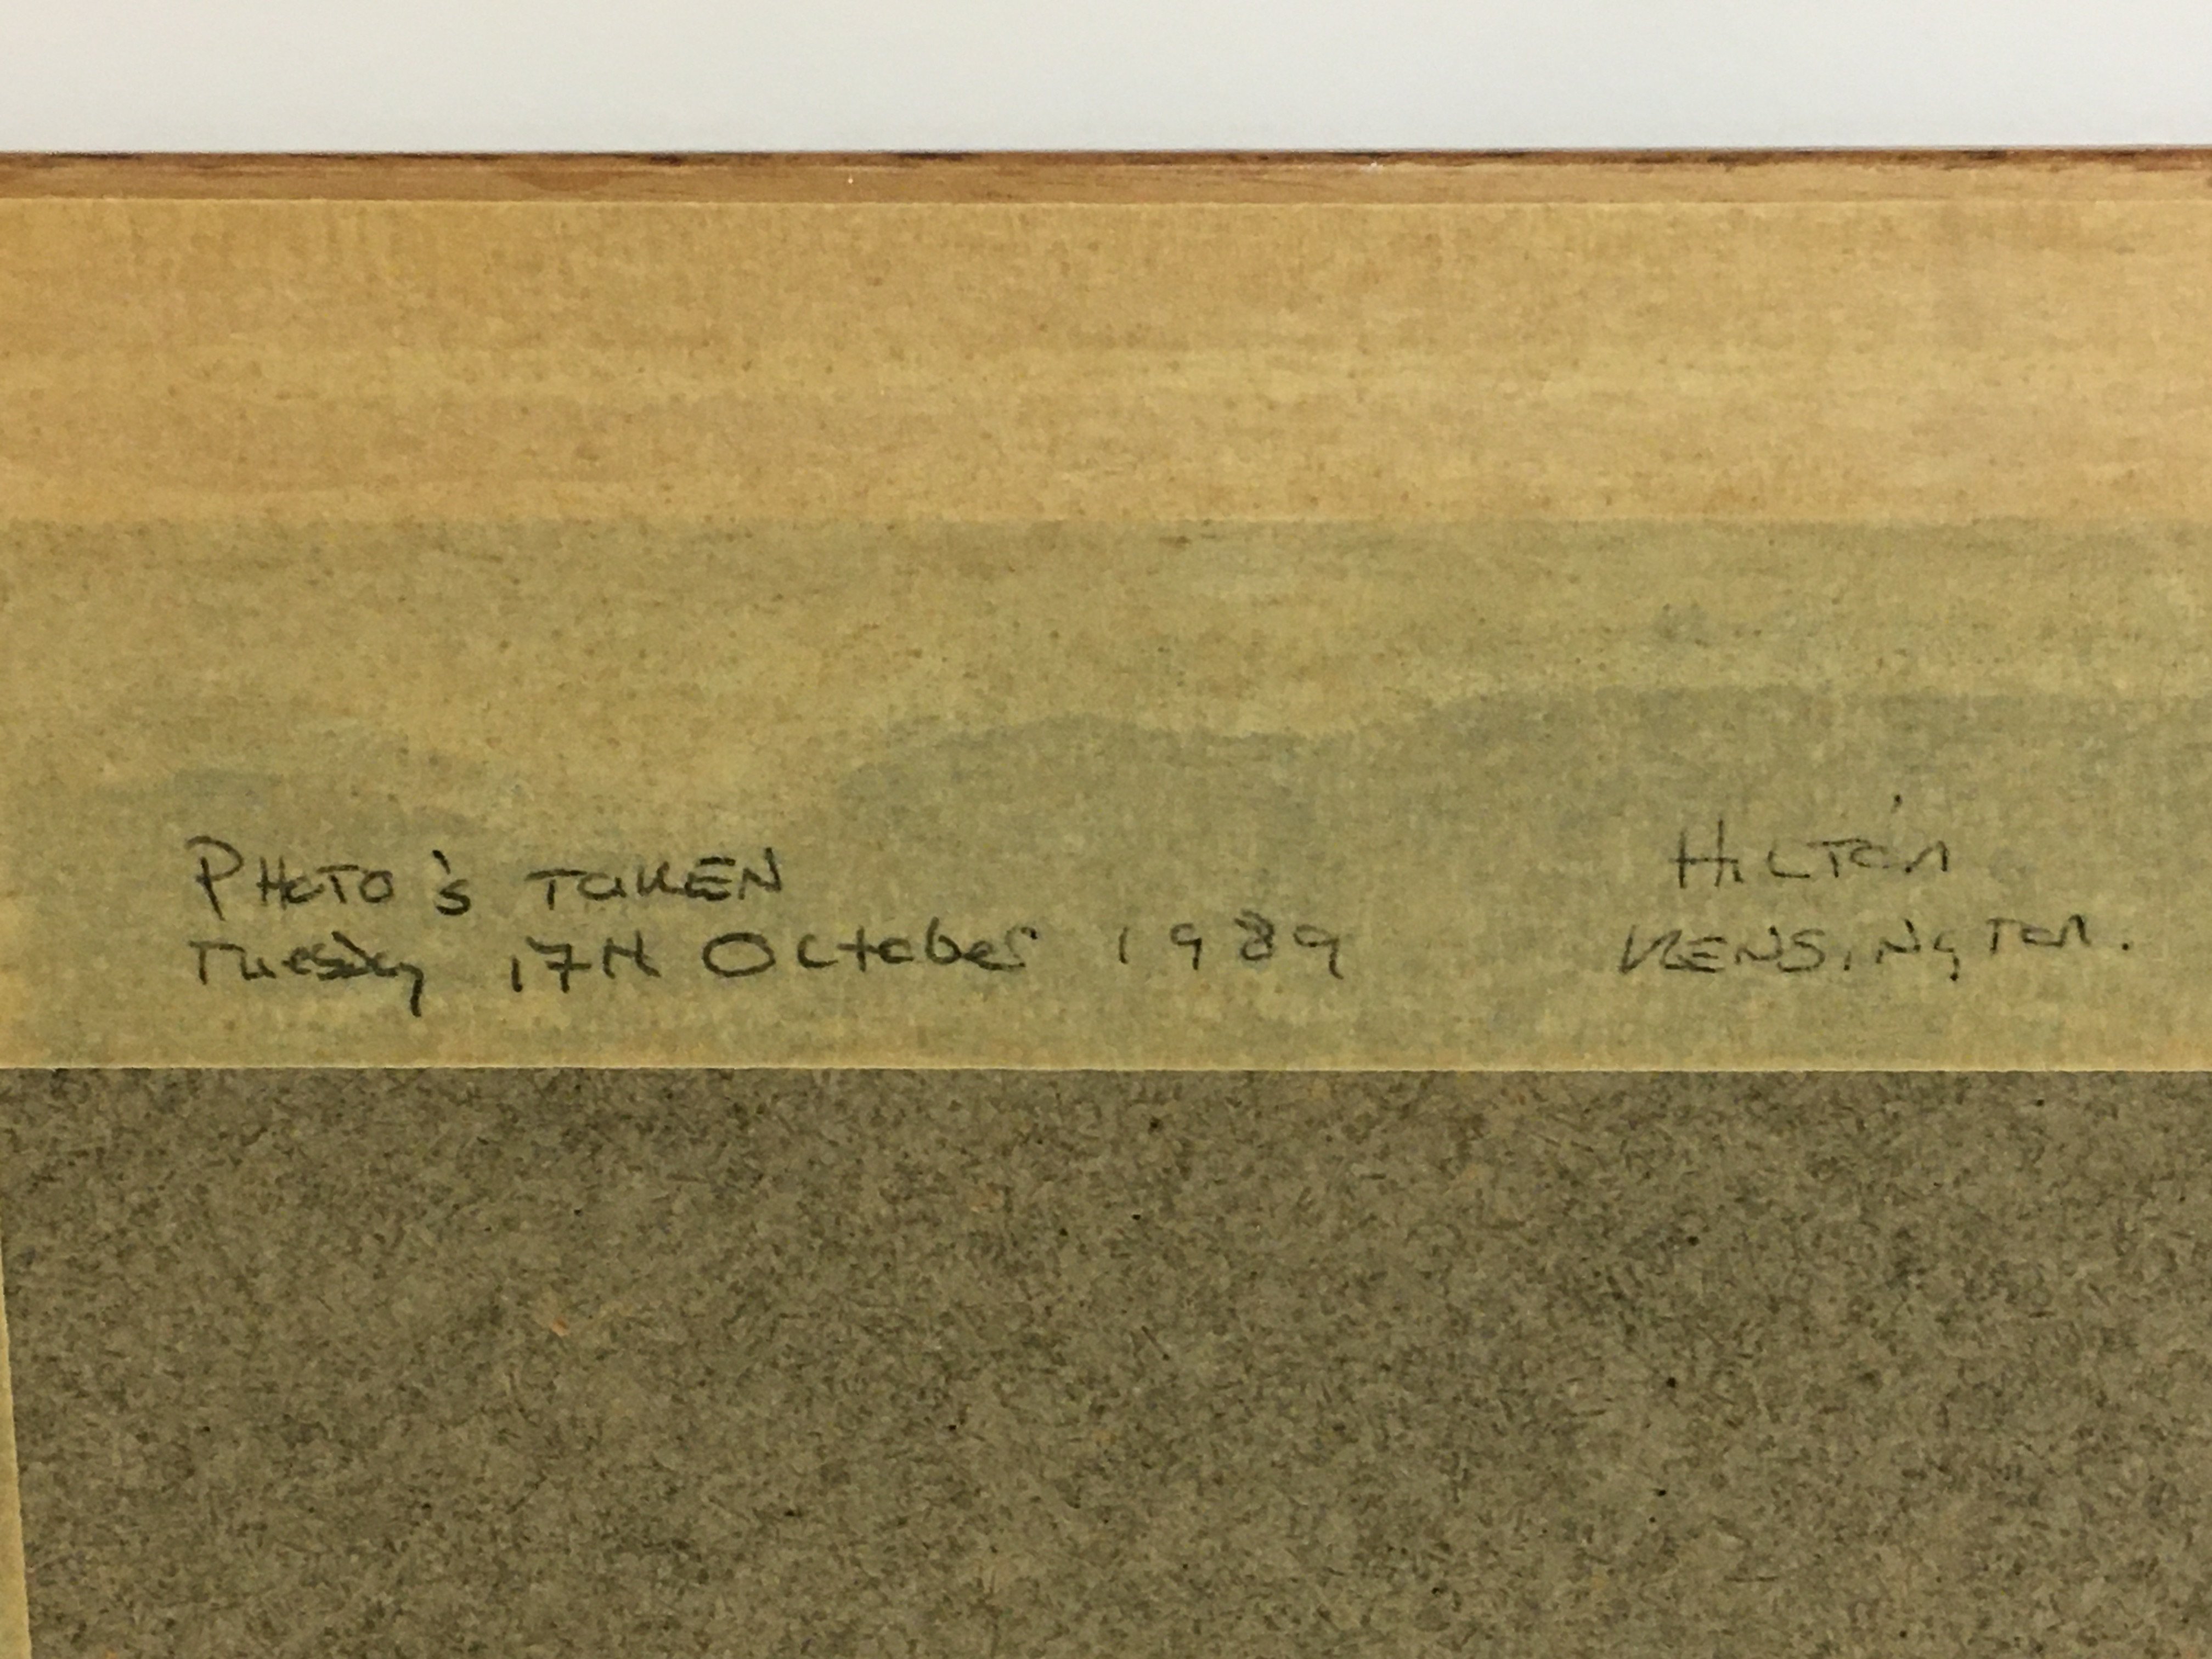 PHOTO's TAKEN
Tuesday 17TH October 1989
HILTON
KENSINGTON.